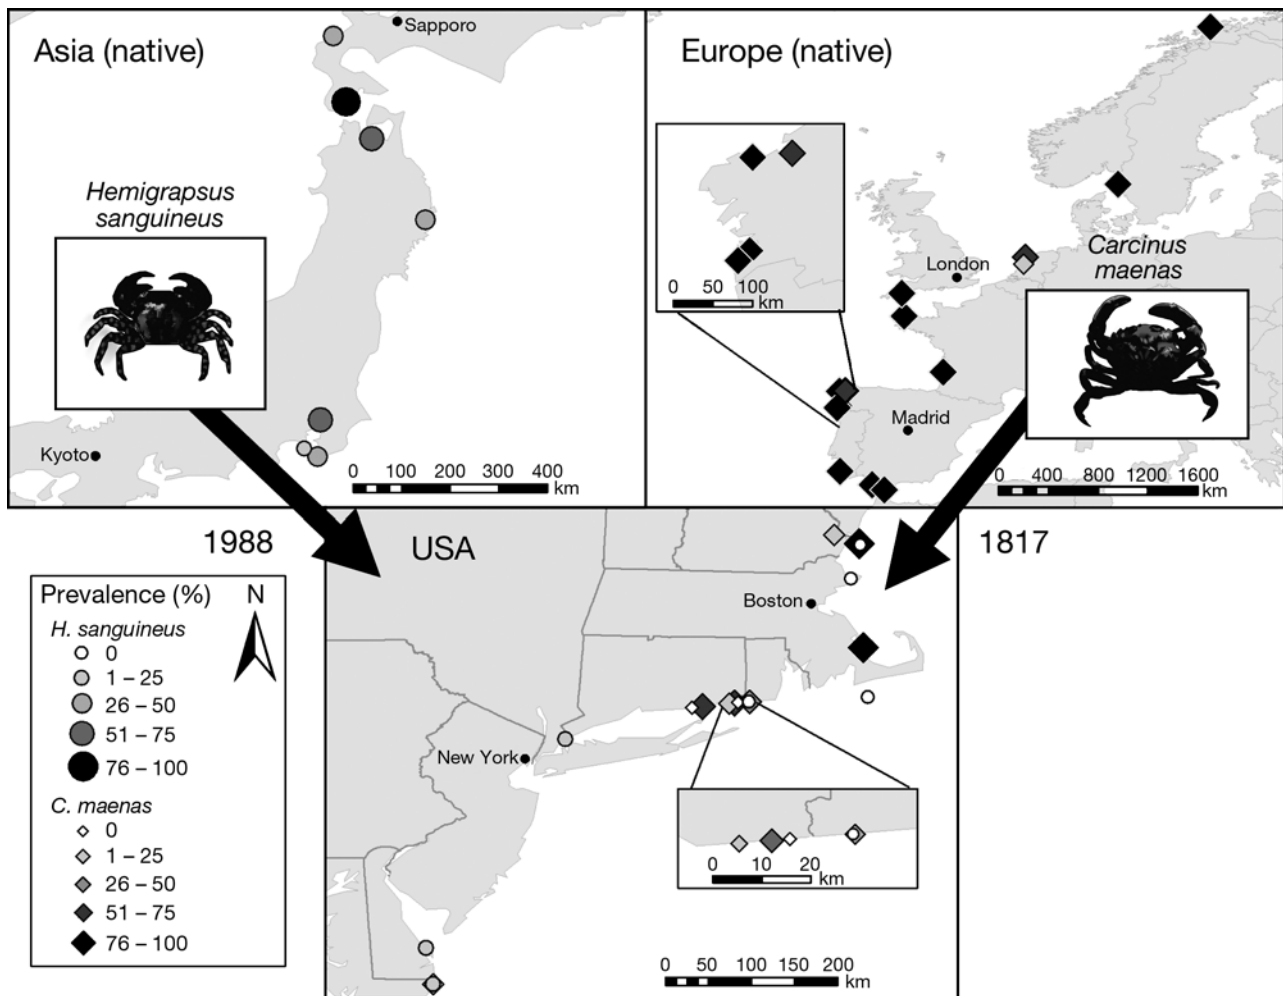 Asia (native)
Sapporo
Hemigrapsus
sanguineus
Kyoto
0 100 200 300 400
km
Europe (native)
0 50 100
km
London
Carcinus
maenas
Madrid
0 400 800 1200 1600
km
1988
USA
1817
Boston
New York
0 10 20
km
0 50 100 150 200
km
Prevalence (%)
N
H. sanguineus
0
1 – 25
26 – 50
51 – 75
76 – 100
C. maenas
0
1 – 25
26 – 50
51 – 75
76 – 100